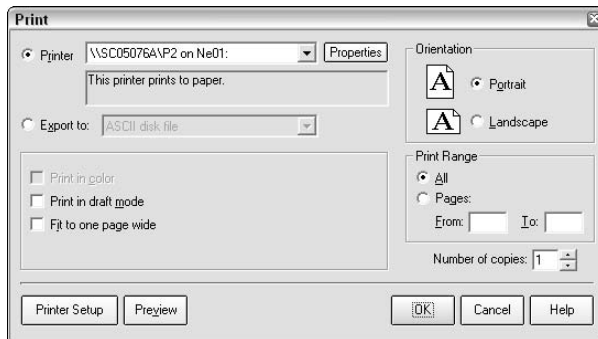 Print
Printer
\\SC05076A\P2 on Ne01:
Properties
This printer prints to paper.
Export to:
ASCII disk file
Print in color
Print in draft mode
Fit to one page wide
Orientation
A
Portrait
A
Landscape
Print Range
All
Pages:
From:
To:
Number of copies:
1
Printer Setup
Preview
OK
Cancel
Help